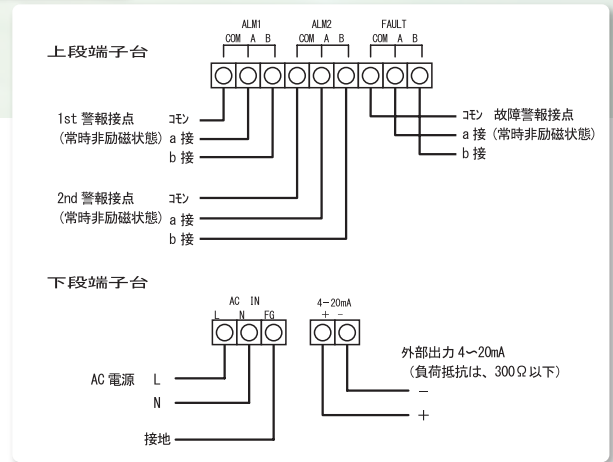 上段端子台
ALM1 ALM2 FAULT
COM A B COM A B COM A B
1st 警報接点 コモン
(常時非励磁状態) a 接
b 接
コモン 故障警報接点
a 接 (常時非励磁状態)
b 接
2nd 警報接点 コモン
(常時非励磁状態) a 接
b 接
下段端子台
AC IN 4−20mA
L N FG + −
AC 電源 L
N
接地
外部出力 4〜20mA
(負荷抵抗は、300Ω以下)
−
+